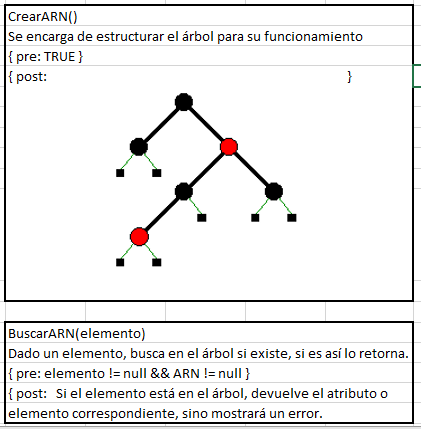 CrearARN()
Se encarga de estructurar el árbol para su funcionamiento
{ pre: TRUE }
{ post: }
BuscarARN(elemento)
Dado un elemento, busca en el árbol si existe, si es así lo retorna.
{ pre: elemento != null && ARN != null }
{ post: Si el elemento está en el árbol, devuelve el atributo o
elemento correspondiente, sino mostrará un error.